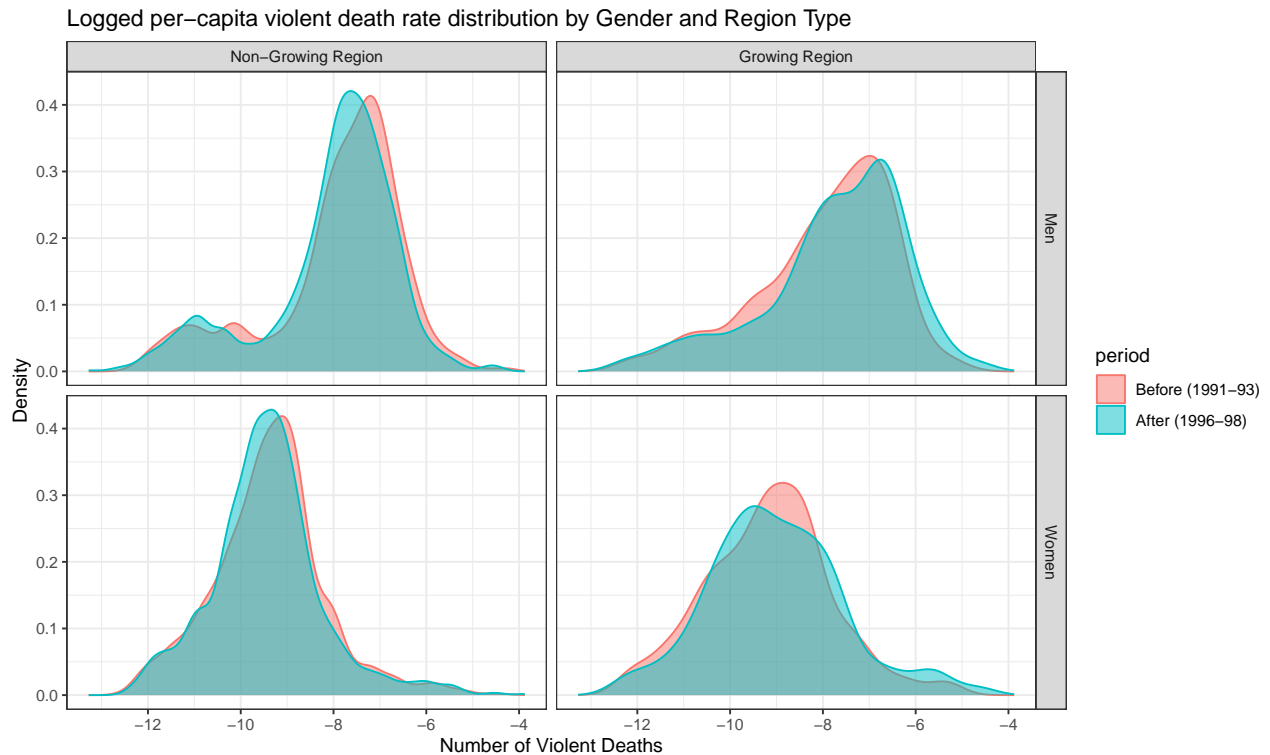 Logged per−capita violent death rate distribution by Gender and Region Type
Non−Growing Region
Growing Region
0.4
0.3
0.2
0.1
0.0
Men
0.4
0.3
0.2
0.1
0.0
Women
−12
−10
−8
−6
−4
−12
−10
−8
−6
−4
Density
Number of Violent Deaths
period
Before (1991−93)
After (1996−98)